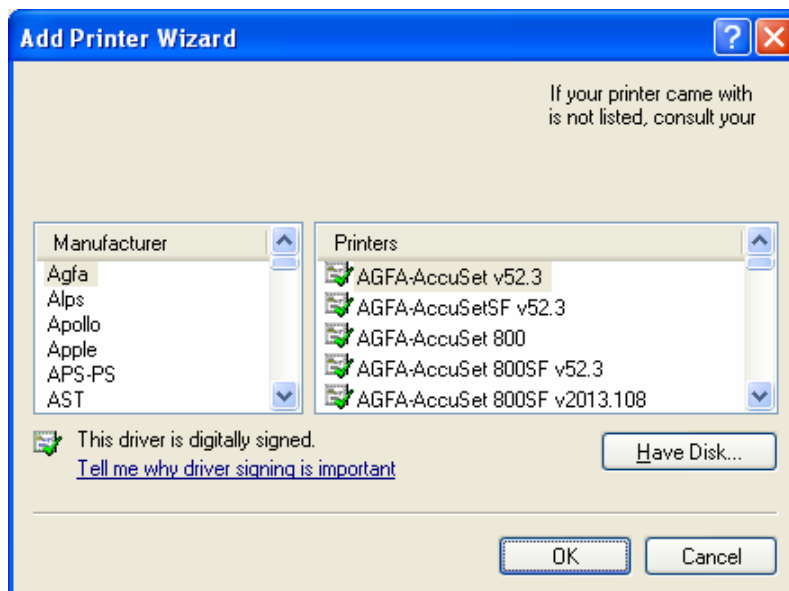 Add Printer Wizard
If your printer came with
is not listed, consult your
Manufacturer
Agfa
Alps
Apollo
Apple
APS-PS
AST
Printers
AGFA-AccuSet v52.3
AGFA-AccuSetSF v52.3
AGFA-AccuSet 800
AGFA-AccuSet 800SF v52.3
AGFA-AccuSet 800SF v2013.108
This driver is digitally signed.
Tell me why driver signing is important
Have Disk...
OK
Cancel